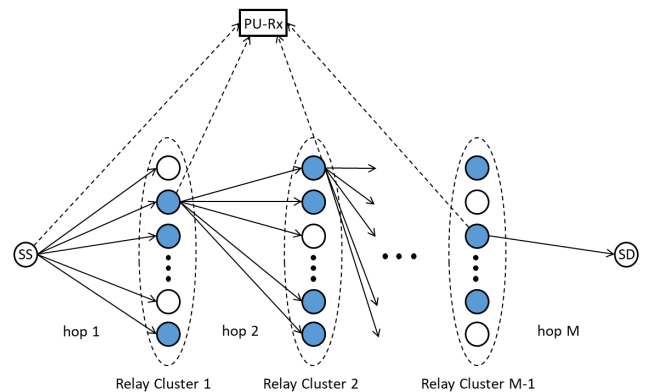 PU-Rx
SS
SD
hop 1
hop 2
hop M
Relay Cluster 1
Relay Cluster 2
Relay Cluster M-1